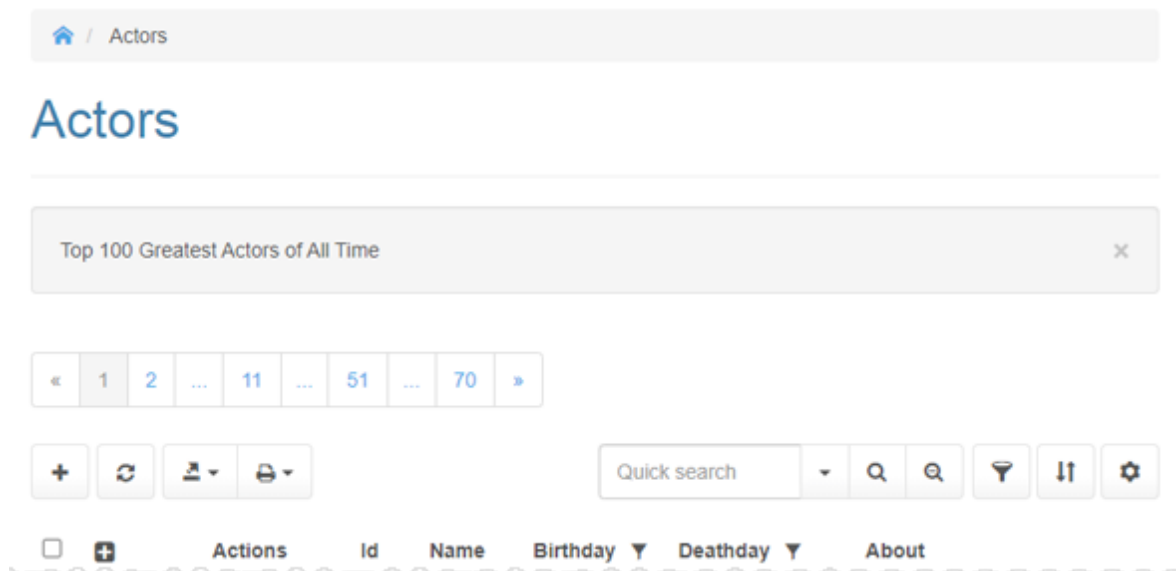 / Actors
Actors
Top 100 Greatest Actors of All Time ×
« 1 2 ... 11 ... 51 ... 70 »
Quick search
Actions Id Name Birthday Deathday About